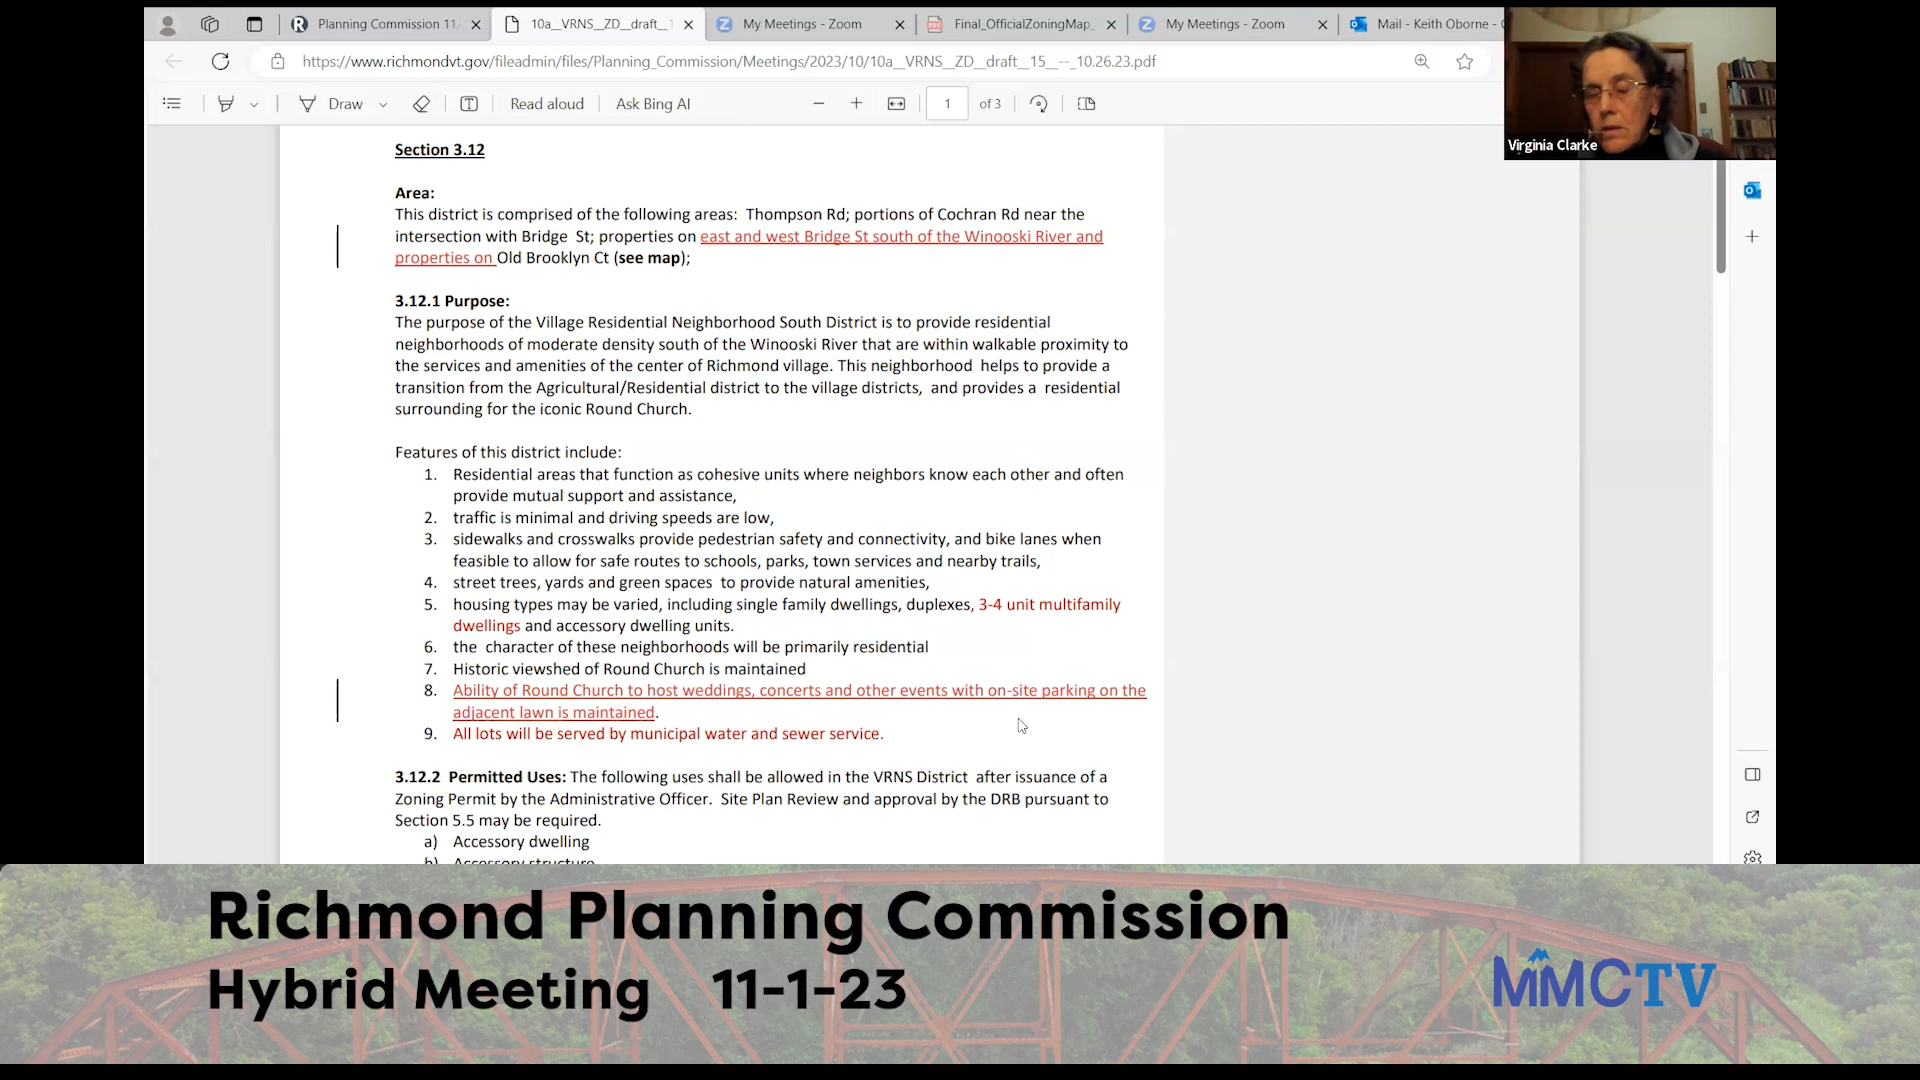 Planning Commission 11
10a__VRNS__ZD__draft__1
My Meetings - Zoom
Final_OfficialZoningMap_
My Meetings - Zoom
Mail - Keith Oborne -
https://www.richmondvt.gov/fileadmin/files/Planning_Commission/Meetings/2023/10/10a__VRNS__ZD__draft__15__--_10.26.23.pdf
Draw
Read aloud
Ask Bing AI
1
of 3
Virginia Clarke
Section 3.12
Area:
This district is comprised of the following areas: Thompson Rd; portions of Cochran Rd near the
intersection with Bridge St; properties on east and west Bridge St south of the Winooski River and
properties on Old Brooklyn Ct (see map);
3.12.1 Purpose:
The purpose of the Village Residential Neighborhood South District is to provide residential
neighborhoods of moderate density south of the Winooski River that are within walkable proximity to
the services and amenities of the center of Richmond village. This neighborhood helps to provide a
transition from the Agricultural/Residential district to the village districts, and provides a residential
surrounding for the iconic Round Church.
Features of this district include:
1. Residential areas that function as cohesive units where neighbors know each other and often
provide mutual support and assistance,
2. traffic is minimal and driving speeds are low,
3. sidewalks and crosswalks provide pedestrian safety and connectivity, and bike lanes when
feasible to allow for safe routes to schools, parks, town services and nearby trails,
4. street trees, yards and green spaces to provide natural amenities,
5. housing types may be varied, including single family dwellings, duplexes, 3-4 unit multifamily
dwellings and accessory dwelling units.
6. the character of these neighborhoods will be primarily residential
7. Historic viewshed of Round Church is maintained
8. Ability of Round Church to host weddings, concerts and other events with on-site parking on the
adjacent lawn is maintained.
9. All lots will be served by municipal water and sewer service.
3.12.2 Permitted Uses: The following uses shall be allowed in the VRNS District after issuance of a
Zoning Permit by the Administrative Officer. Site Plan Review and approval by the DRB pursuant to
Section 5.5 may be required.
a) Accessory dwelling
b) Accessory structure
Richmond Planning Commission
Hybrid Meeting 11-1-23
MMCTV